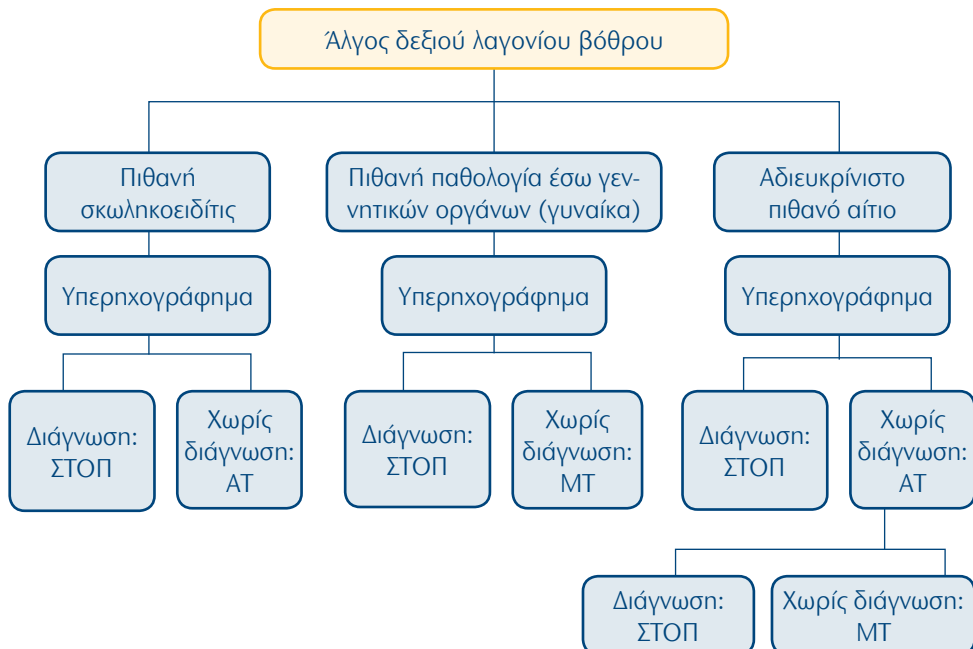 Άλγος δεξιού λαγονίου βόθρου
Πιθανή
σκωληκοειδίτις
Πιθανή παθολογία έσω γεν-
νητικών οργάνων (γυναίκα)
Αδιευκρίνιστο
πιθανό αίτιο
Υπερηχογράφημα
Υπερηχογράφημα
Υπερηχογράφημα
Διάγνωση:
ΣΤΟΠ
Χωρίς
διάγνωση:
ΑΤ
Διάγνωση:
ΣΤΟΠ
Χωρίς
διάγνωση:
ΜΤ
Διάγνωση:
ΣΤΟΠ
Χωρίς
διάγνωση:
ΑΤ
Διάγνωση:
ΣΤΟΠ
Χωρίς διάγνωση:
ΜΤ